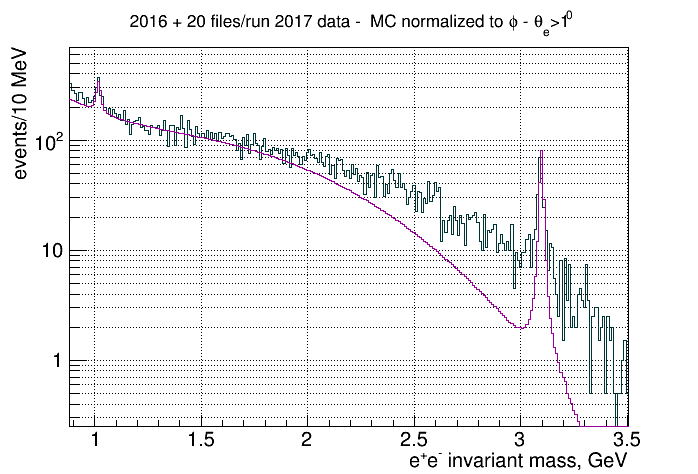 2016 + 20 files/run 2017 data - MC normalized to ϕ - θₑ>1⁰
events/10 MeV
10²
10
1
1 1.5 2 2.5 3 3.5
e⁺e⁻ invariant mass, GeV